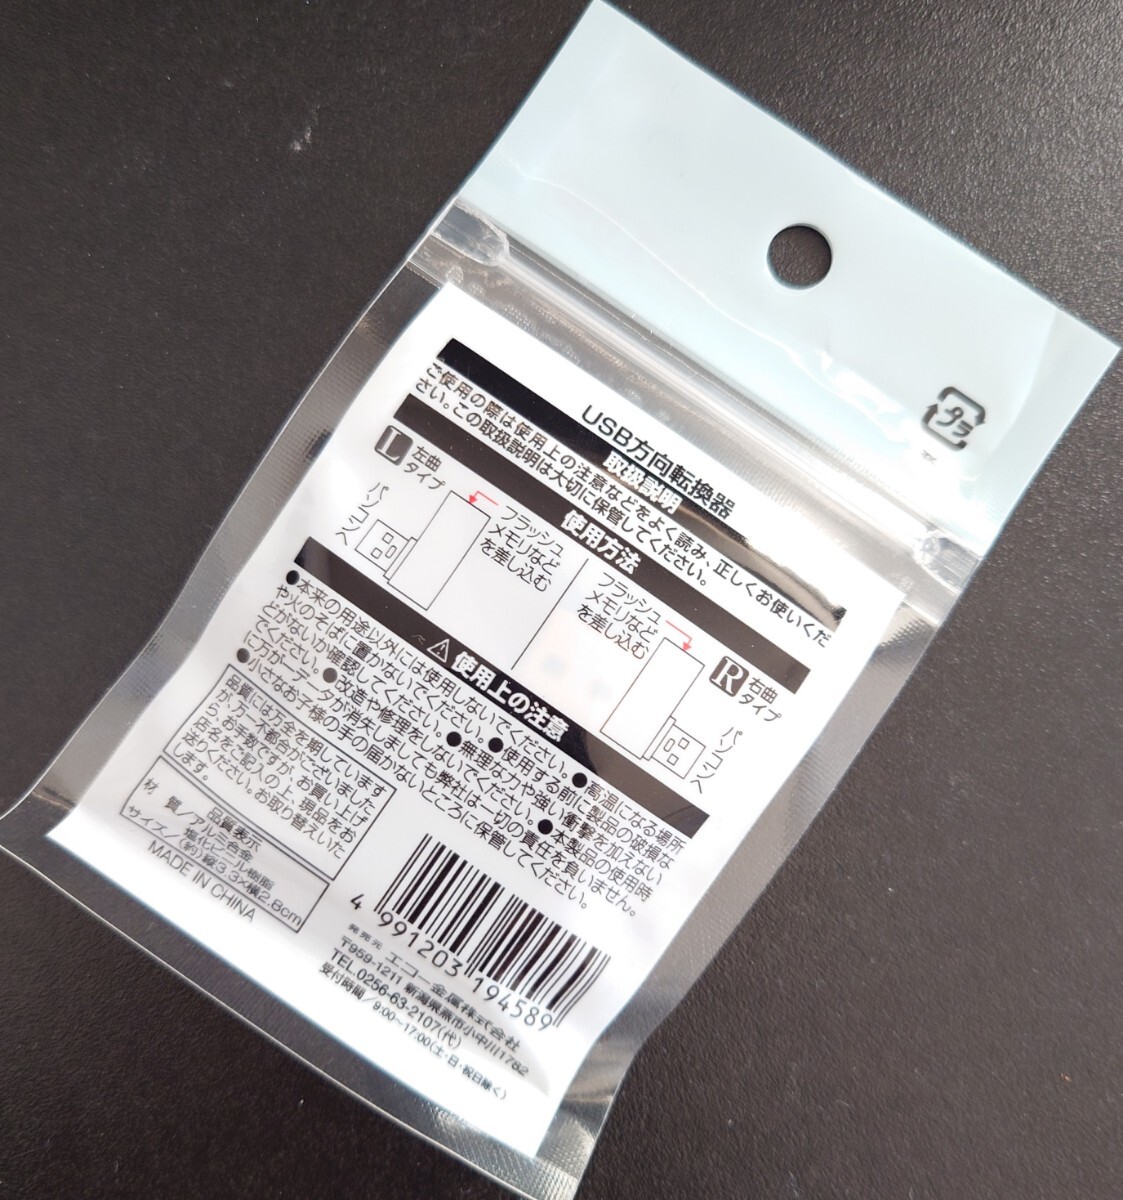 プラ
USB方向転換器
取扱説明
ご使用の際は使用上の注意などをよく読み、正しくお使いくだ
さい。この取扱説明は大切に保管してください。
使用方法
L 左曲
タイプ
パソコンへ
フラッシュ
メモリなど
を差し込む
フラッシュ
メモリなど
を差し込む
R 右曲
タイプ
パソコンへ
⚠ 使用上の注意
●本来の用途以外には使用しないでください。●高温になる場所
や火のそばに置かないでください。●使用する前に製品の破損な
どがないか確認してください。●無理な力や強い衝撃を加えない
でください。●改造や修理をしないでください。●本製品の使用時
に万が一データが消失しましても弊社は一切の責任を負いません。
●小さなお子様の手の届かないところに保管してください。
品質には万全を期しています
が、万一不都合がございました
ら、お手数ですが、お買い上げ
店名をご記入の上、現品をお
送りください。お取り替えいた
します。
品質表示
材　質／アルミ合金
塩化ビニル樹脂
サイズ／(約)縦3.3×横2.8cm
MADE IN CHINA
4 991203 194589
発売元 エコー金属株式会社
〒959-1211 新潟県燕市小中川1782
TEL.0256-63-2107(代)
受付時間／9:00~17:00(土・日・祝日除く)